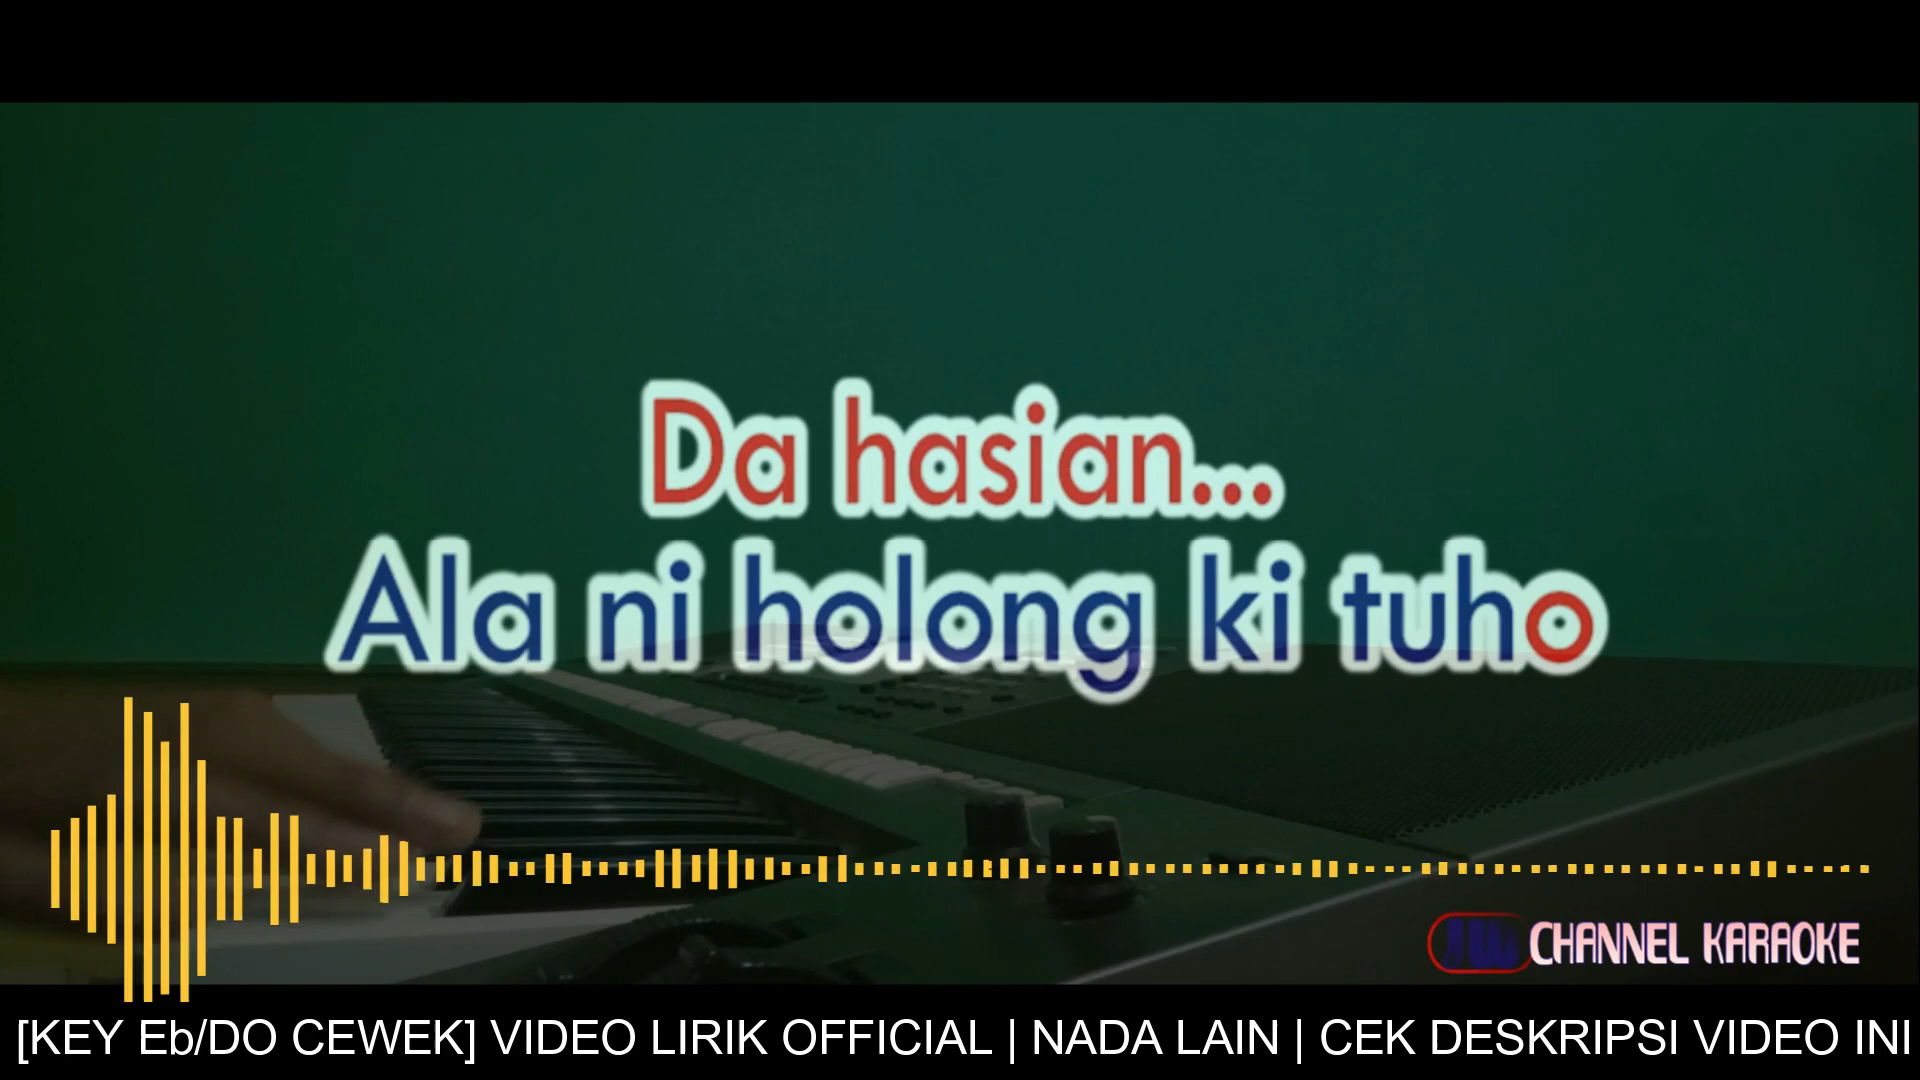 Da hasian...
Ala ni holong ki tuho
CHANNEL KARAOKE
[KEY Eb/DO CEWEK] VIDEO LIRIK OFFICIAL | NADA LAIN | CEK DESKRIPSI VIDEO INI